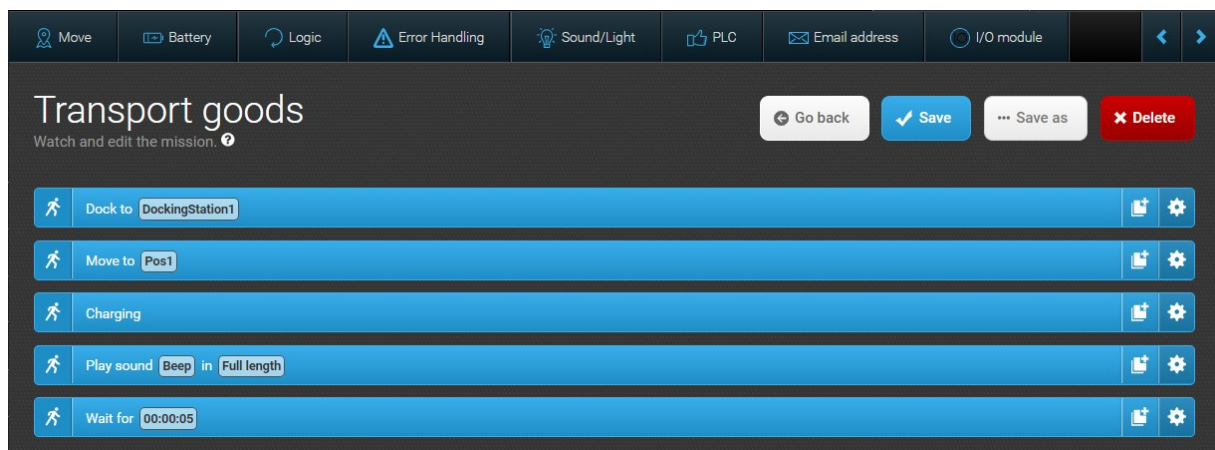 Move Battery Logic Error Handling Sound/Light PLC Email address I/O module
Transport goods
Watch and edit the mission.
Go back Save Save as Delete
Dock to DockingStation1
Move to Pos1
Charging
Play sound Beep in Full length
Wait for 00:00:05